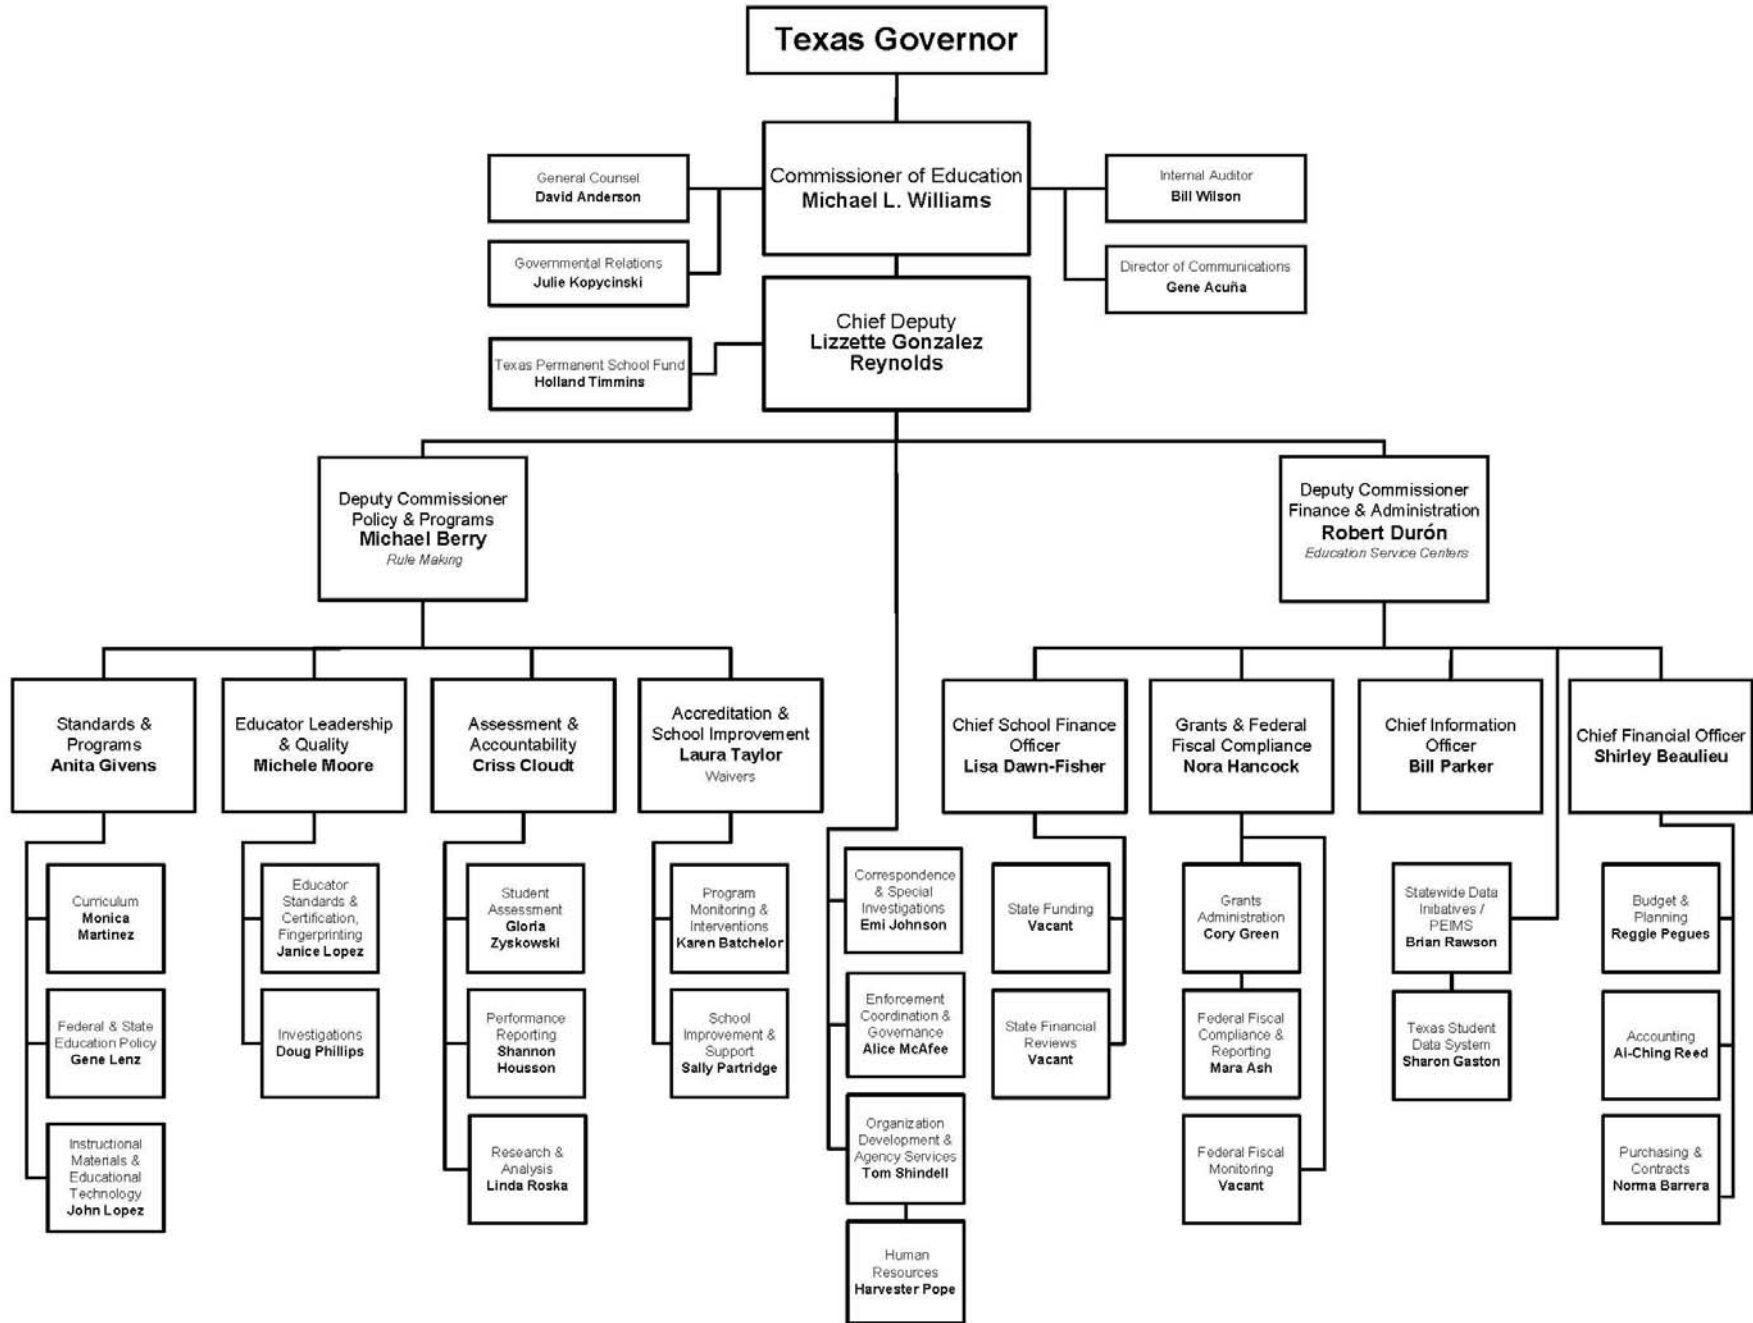 Texas Governor
Commissioner of Education
Michael L. Williams
General Counsel
David Anderson
Governmental Relations
Julie Kopycinski
Internal Auditor
Bill Wilson
Director of Communications
Gene Acuña
Chief Deputy
Lizzette Gonzalez
Reynolds
Texas Permanent School Fund
Holland Timmins
Deputy Commissioner
Policy & Programs
Michael Berry
Rule Making
Deputy Commissioner
Finance & Administration
Robert Durón
Education Service Centers
Standards &
Programs
Anita Givens
Educator Leadership
& Quality
Michele Moore
Assessment &
Accountability
Criss Cloudt
Accreditation &
School Improvement
Laura Taylor
Waivers
Chief School Finance
Officer
Lisa Dawn-Fisher
Grants & Federal
Fiscal Compliance
Nora Hancock
Chief Information
Officer
Bill Parker
Chief Financial Officer
Shirley Beaulieu
Curriculum
Monica
Martinez
Federal & State
Education Policy
Gene Lenz
Instructional
Materials &
Educational
Technology
John Lopez
Educator
Standards &
Certification,
Fingerprinting
Janice Lopez
Investigations
Doug Phillips
Student
Assessment
Gloria
Zyskowski
Performance
Reporting
Shannon
Housson
Research &
Analysis
Linda Roska
Program
Monitoring &
Interventions
Karen Batchelor
School
Improvement &
Support
Sally Partridge
Correspondence
& Special
Investigations
Emi Johnson
Enforcement
Coordination &
Governance
Alice McAfee
Organization
Development &
Agency Services
Tom Shindell
Human
Resources
Harvester Pope
State Funding
Vacant
State Financial
Reviews
Vacant
Grants
Administration
Cory Green
Federal Fiscal
Compliance &
Reporting
Mara Ash
Federal Fiscal
Monitoring
Vacant
Statewide Data
Initiatives /
PEIMS
Brian Rawson
Texas Student
Data System
Sharon Gaston
Budget &
Planning
Reggie Pegues
Accounting
Ai-Ching Reed
Purchasing &
Contracts
Norma Barrera